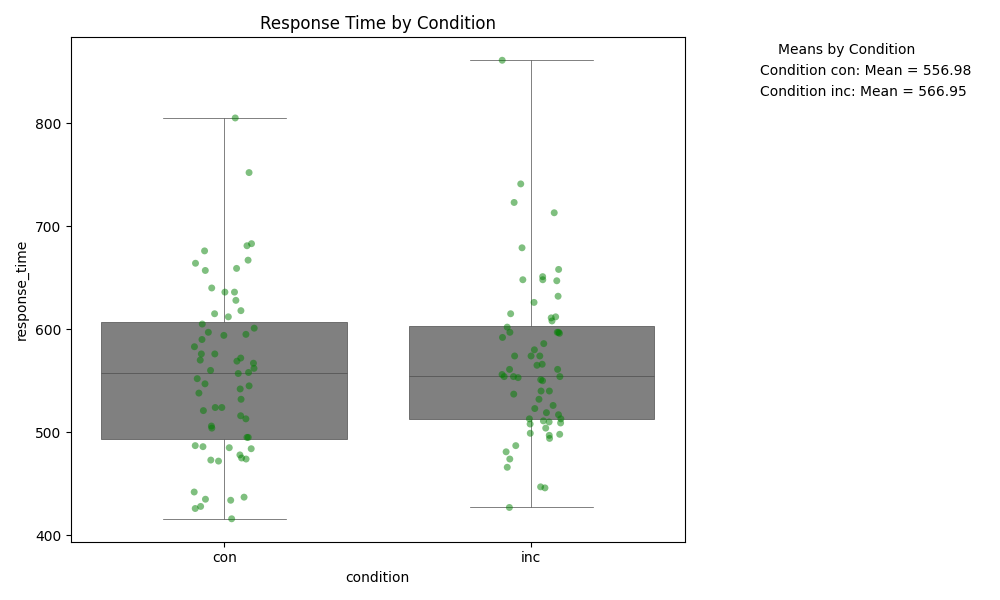 Response Time by Condition
Means by Condition
Condition con: Mean = 556.98
Condition inc: Mean = 566.95
800
700
600
500
400
response_time
con
inc
condition